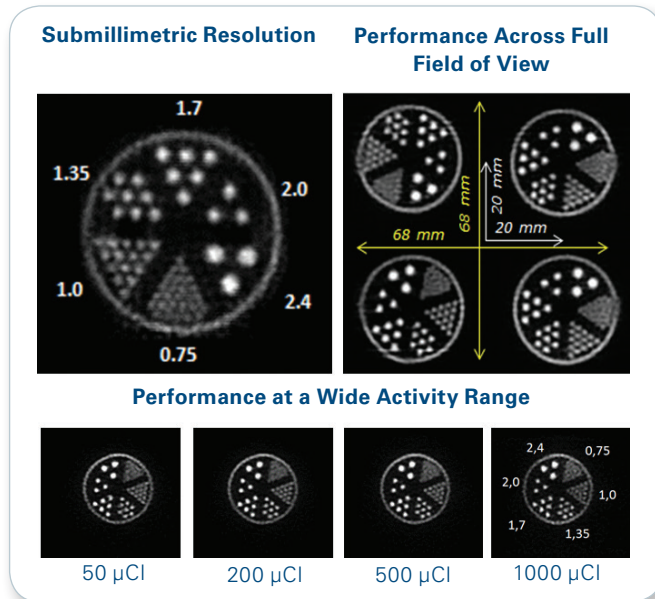 Submillimetric Resolution
Performance Across Full
Field of View
1.7
1.35
2.0
1.0
2.4
0.75
68 mm
20 mm
20 mm
68 mm
Performance at a Wide Activity Range
2,4
0,75
2,0
1,0
1,7
1,35
50 µCI
200 µCI
500 µCI
1000 µCI